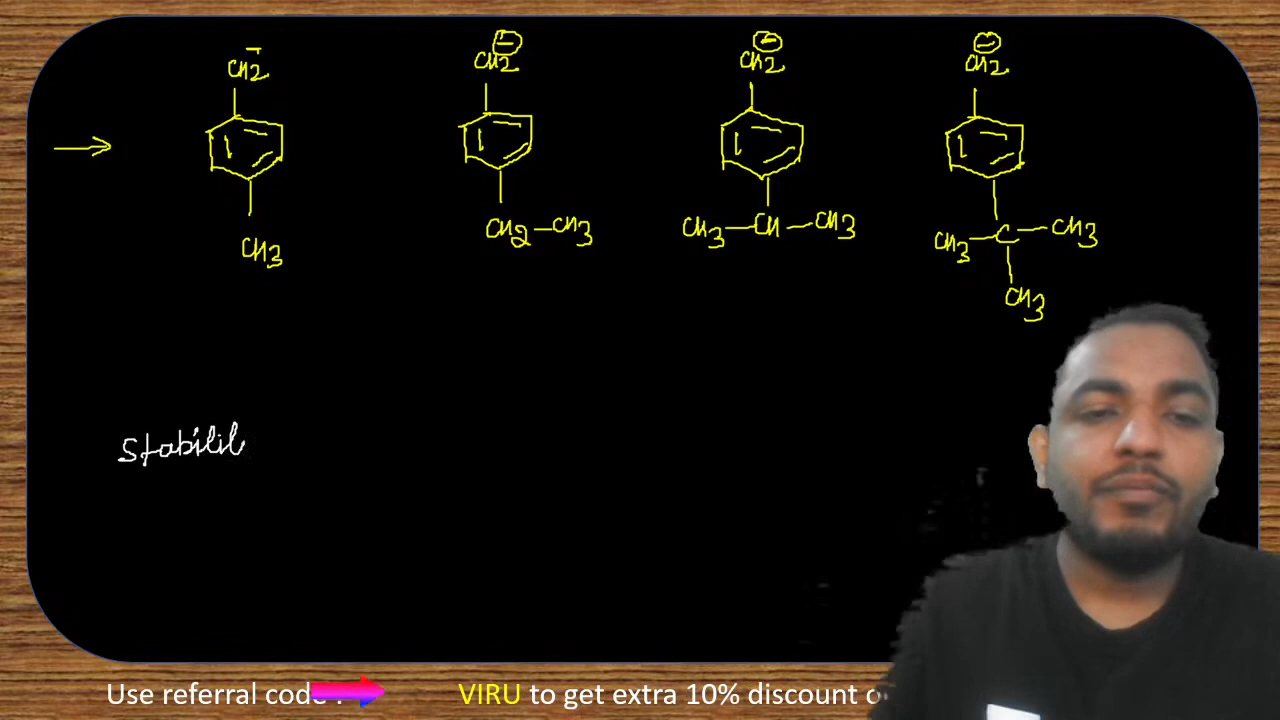 CH2⁻ CH2⊖ CH2⊖ CH2⊖
CH3 CH2—CH3 CH3—CH—CH3 CH3—C—CH3
CH3
Stabilil
Use referral code : VIRU to get extra 10% discount